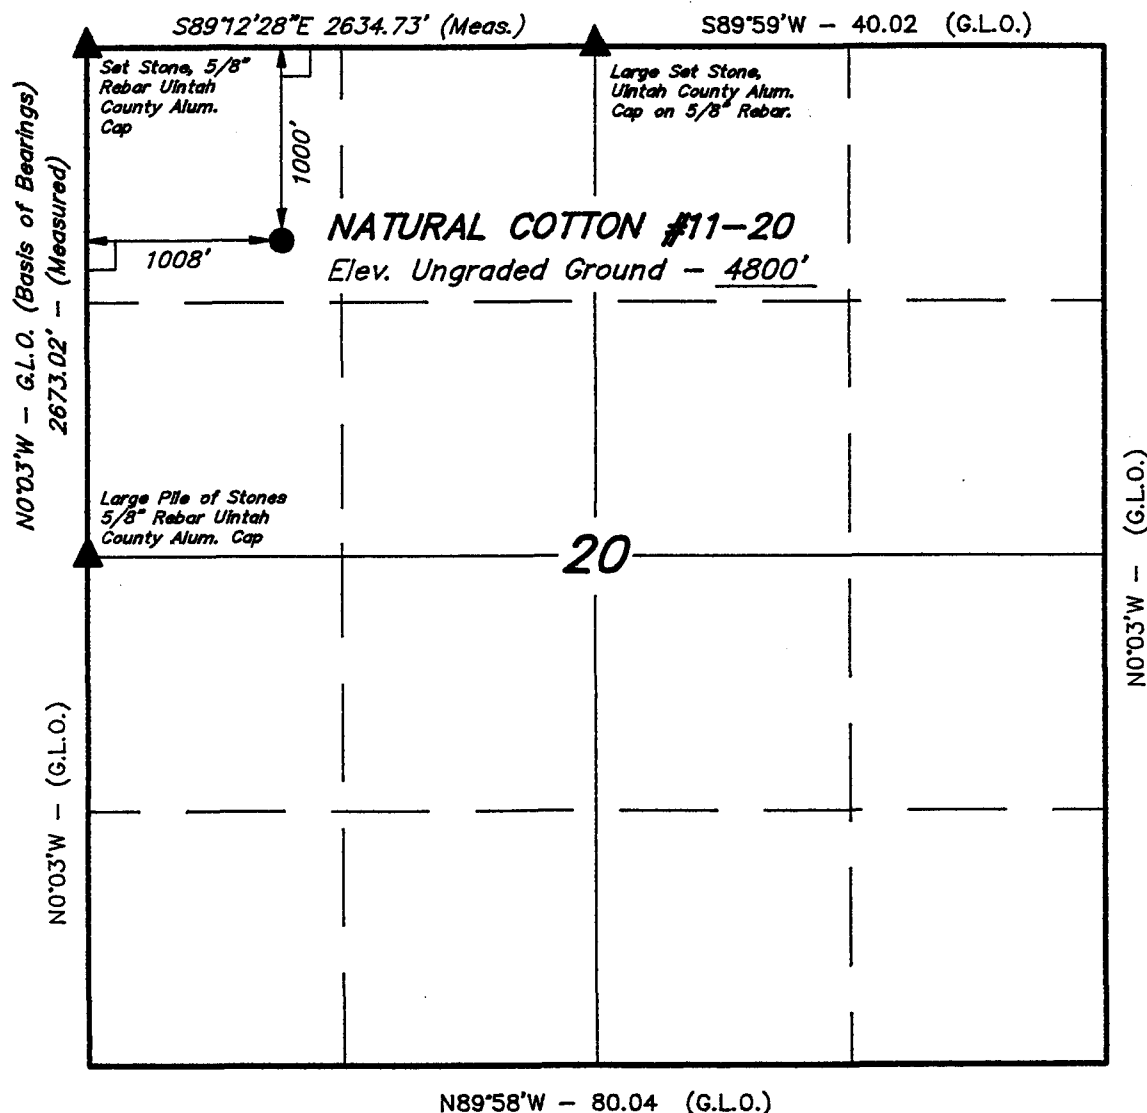 S89°12'28"E 2634.73' (Meas.)
S89°59'W – 40.02 (G.L.O.)
Set Stone, 5/8"
Rebar Uintah
County Alum.
Cap
Large Set Stone,
Uintah County Alum.
Cap on 5/8" Rebar.
1000'
1008'
NATURAL COTTON #11–20
Elev. Ungraded Ground – 4800'
N0°03'W – G.L.O. (Basis of Bearings)
2673.02' – (Measured)
Large Pile of Stones
5/8" Rebar Uintah
County Alum. Cap
20
N0°03'W – (G.L.O.)
N0°03'W – (G.L.O.)
N89°58'W – 80.04 (G.L.O.)